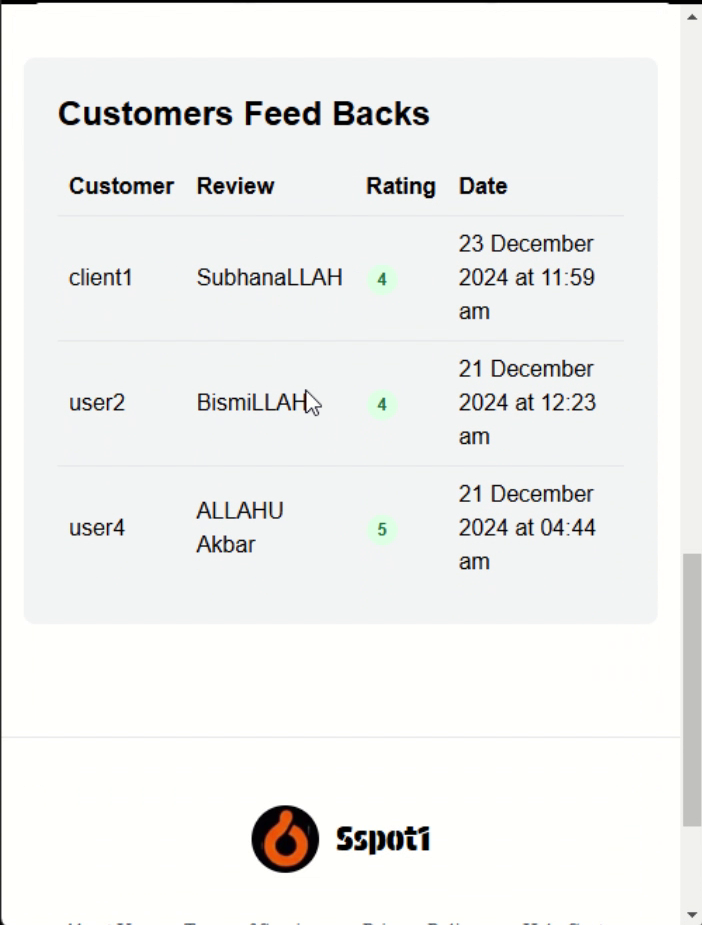 Customers Feed Backs
Customer Review Rating Date
client1 SubhanaLLAH 4 23 December
2024 at 11:59
am
user2 BismiLLAH 4 21 December
2024 at 12:23
am
user4 ALLAHU
Akbar 5 21 December
2024 at 04:44
am
Sspot1